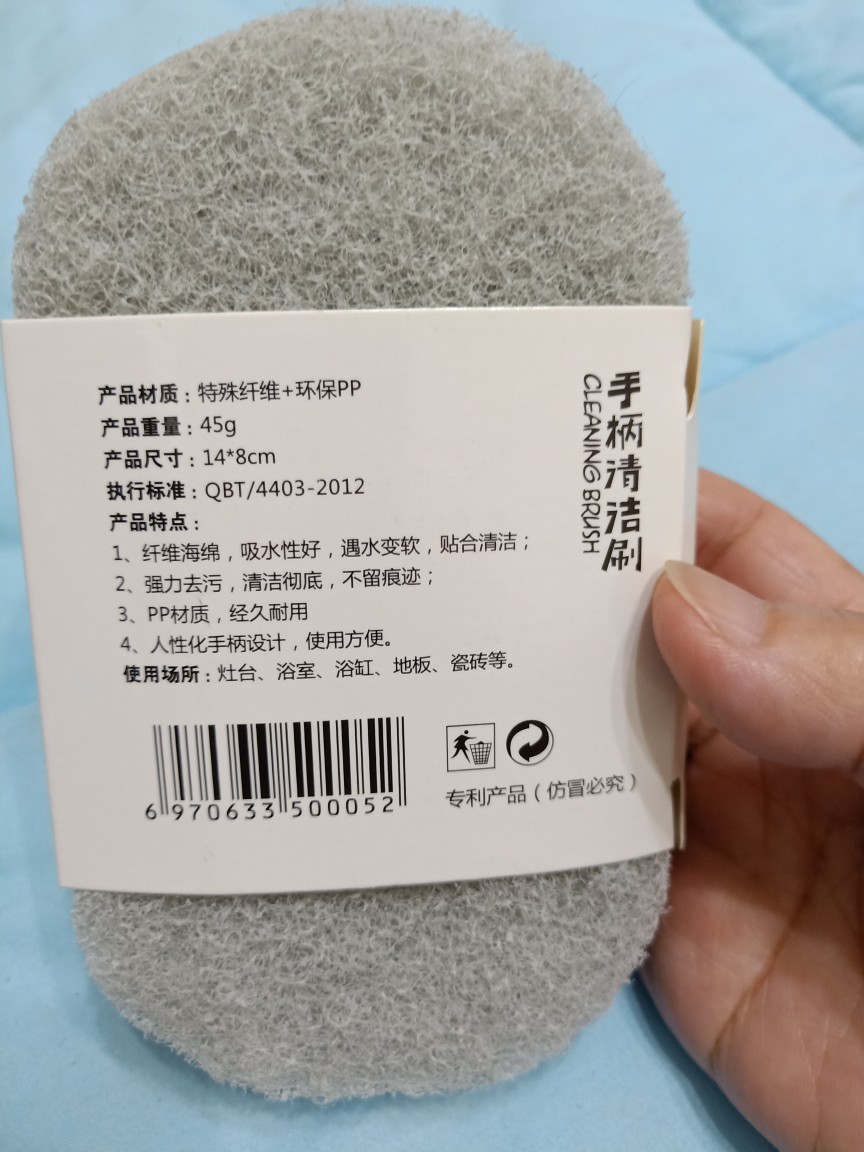 产品材质：特殊纤维+环保PP
产品重量：45g
产品尺寸：14*8cm
执行标准：QBT/4403-2012
产品特点：
1、纤维海绵，吸水性好，遇水变软，贴合清洁；
2、强力去污，清洁彻底，不留痕迹；
3、PP材质，经久耐用
4、人性化手柄设计，使用方便。
使用场所：灶台、浴室、浴缸、地板、瓷砖等。
手柄清洁刷
CLEANING BRUSH
6 970633 500052
专利产品（仿冒必究）